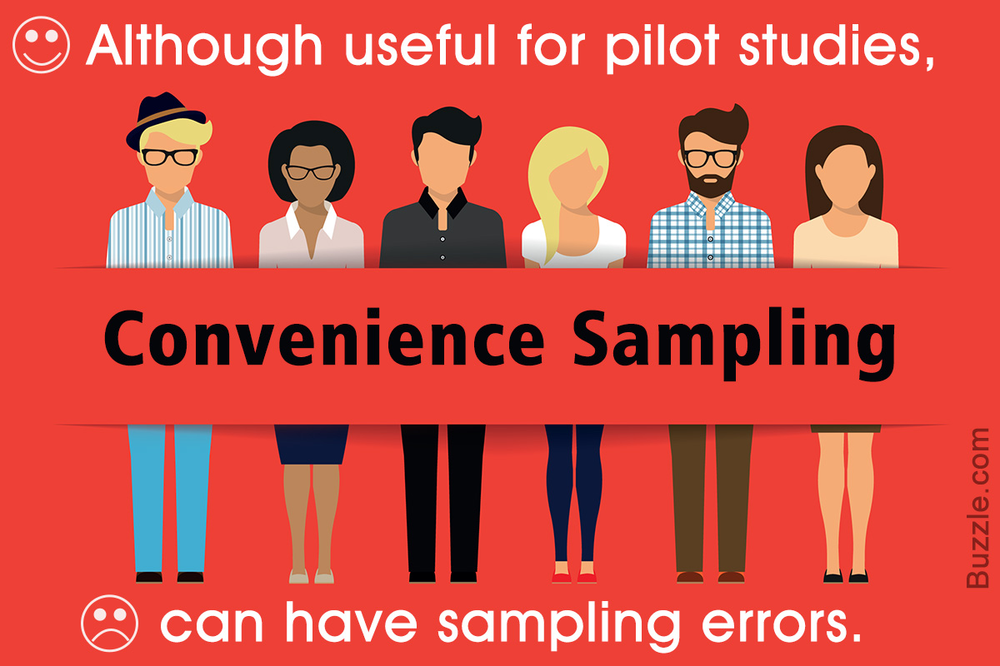 Although useful for pilot studies,
Convenience Sampling
can have sampling errors.
Buzzle.com